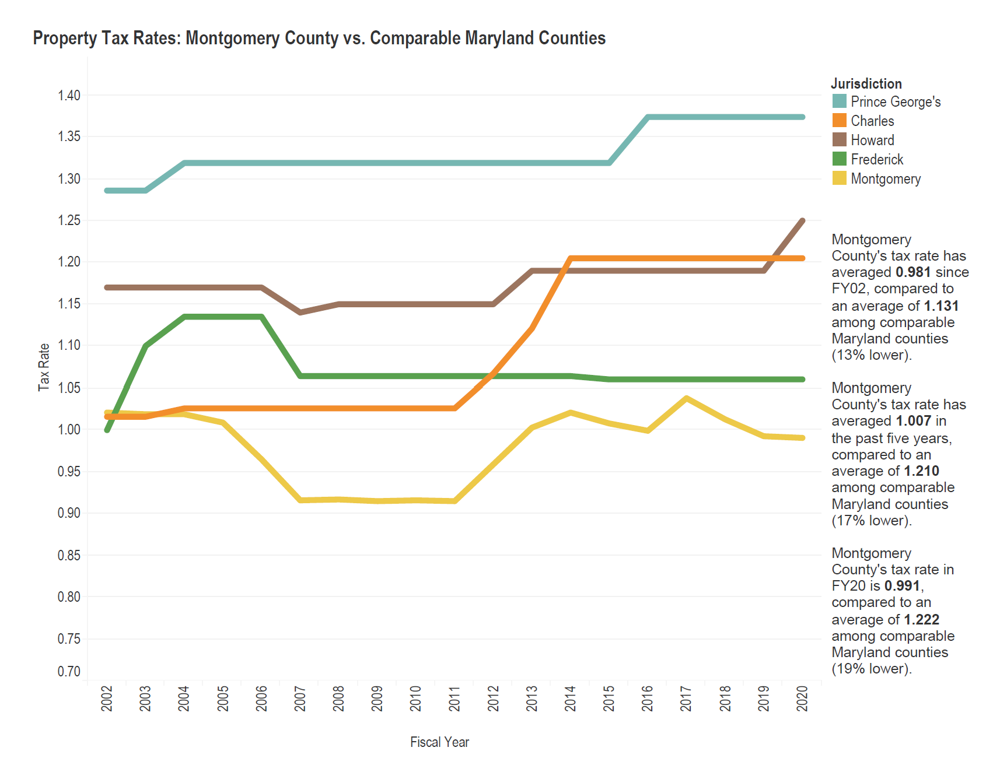 Property Tax Rates: Montgomery County vs. Comparable Maryland Counties
1.40
1.35
1.30
1.25
1.20
1.15
1.10
1.05
1.00
0.95
0.90
0.85
0.80
0.75
0.70
Tax Rate
2002
2003
2004
2005
2006
2007
2008
2009
2010
2011
2012
2013
2014
2015
2016
2017
2018
2019
2020
Fiscal Year
Jurisdiction
Prince George's
Charles
Howard
Frederick
Montgomery
Montgomery
County's tax rate has
averaged 0.981 since
FY02, compared to
an average of 1.131
among comparable
Maryland counties
(13% lower).
Montgomery
County's tax rate has
averaged 1.007 in
the past five years,
compared to an
average of 1.210
among comparable
Maryland counties
(17% lower).
Montgomery
County's tax rate in
FY20 is 0.991,
compared to an
average of 1.222
among comparable
Maryland counties
(19% lower).